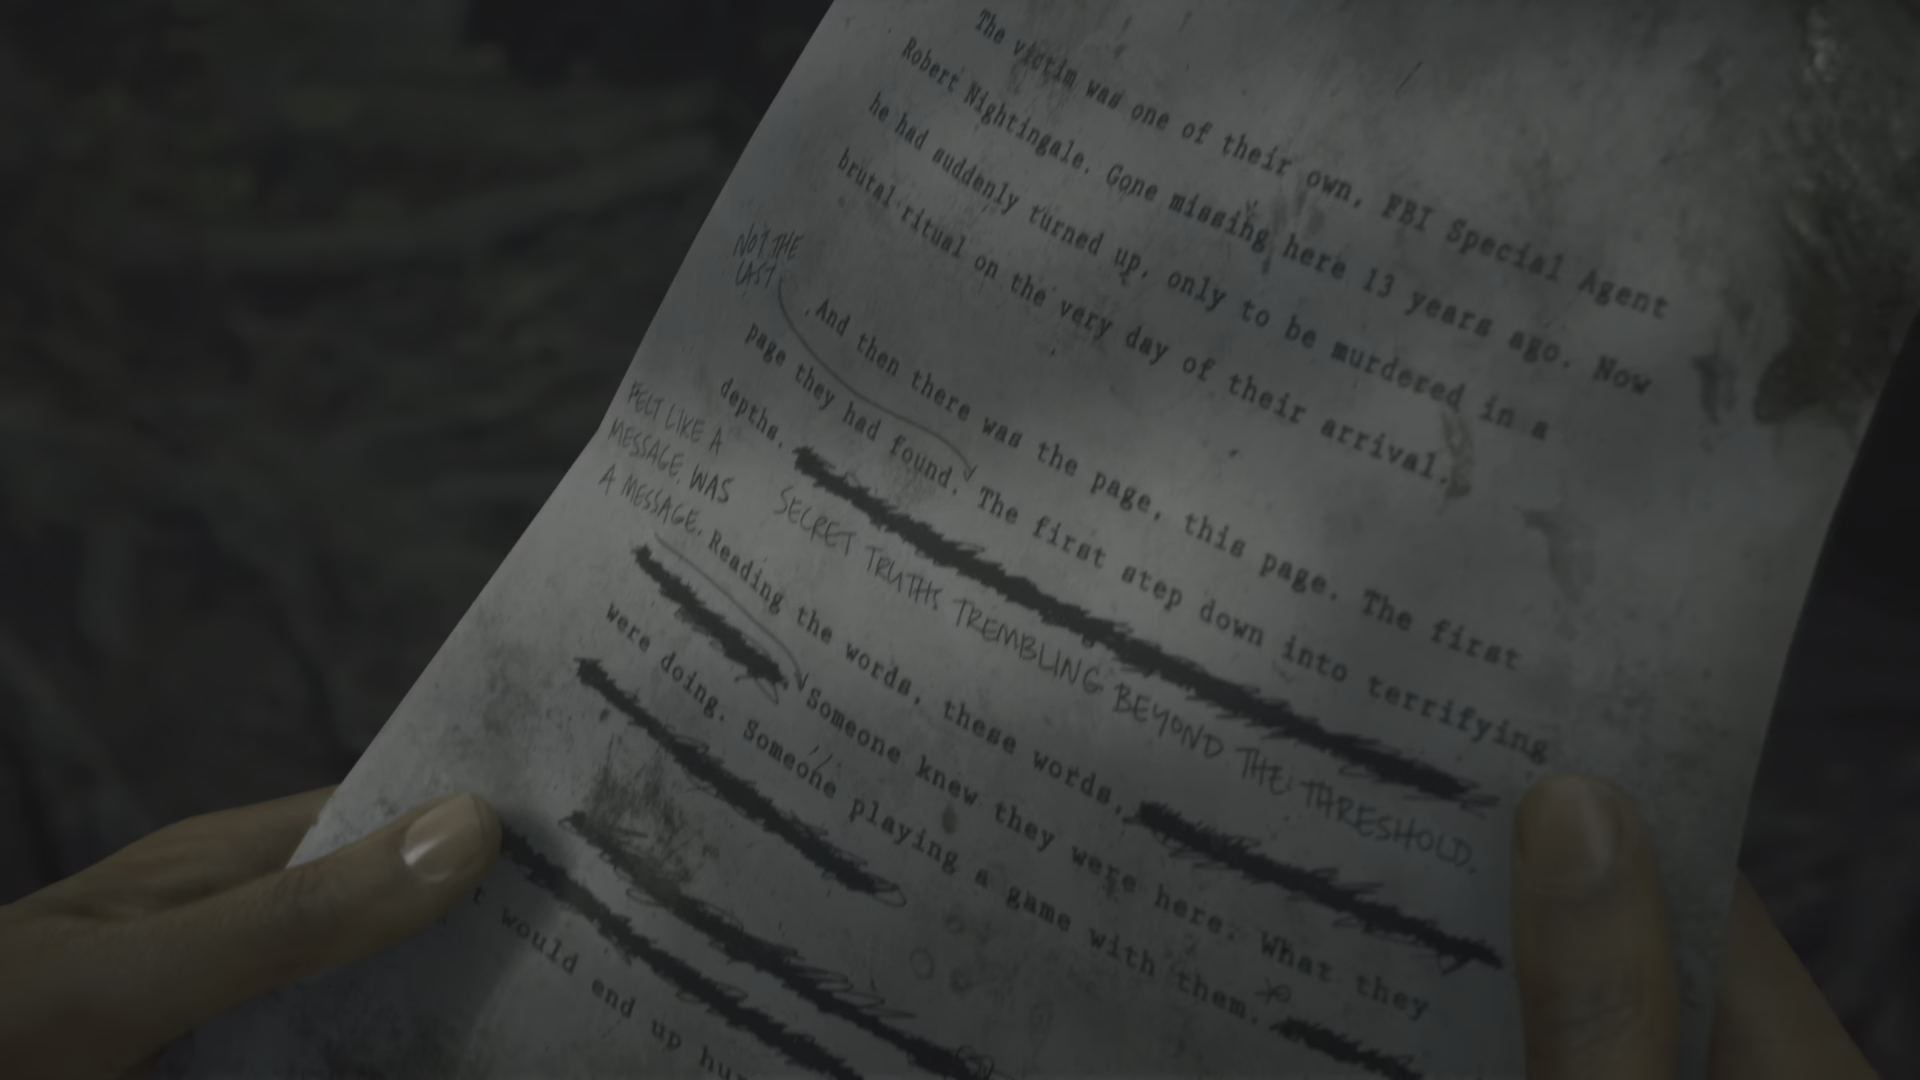 The victim was one of their own, FBI Special Agent
Robert Nightingale. Gone missing here 13 years ago. Now
he had suddenly turned up, only to be murdered in a
brutal ritual on the very day of their arrival.
NOT THE
LAST
And then there was the page, this page. The first
page they had found. The first step down into terrifying
depths.
SECRET TRUTHS TREMBLING BEYOND THE THRESHOLD.
FELT LIKE A
MESSAGE. WAS
A MESSAGE.
Reading the words, these words,
Someone knew they were here. What they
were doing. Someone playing a game with them.
would end up